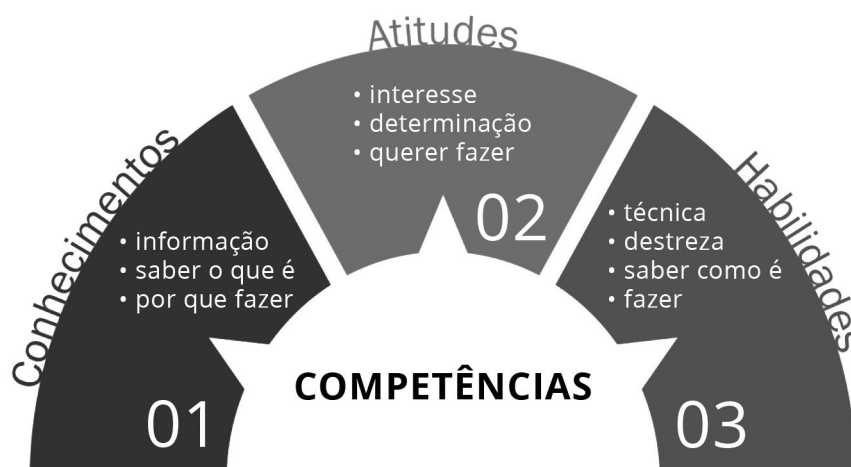 Conhecimentos
• informação
• saber o que é
• por que fazer
01
Atitudes
• interesse
• determinação
• querer fazer
02
Habilidades
• técnica
• destreza
• saber como é
• fazer
03
COMPETÊNCIAS